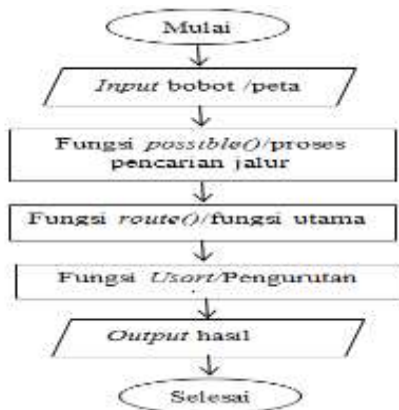 Mulai
Input bobot /peta
Fungsi possible()/proses
pencarian jalur
Fungsi route()/fungsi utama
Fungsi Usort/Pengurutan
Output hasil
Selesai